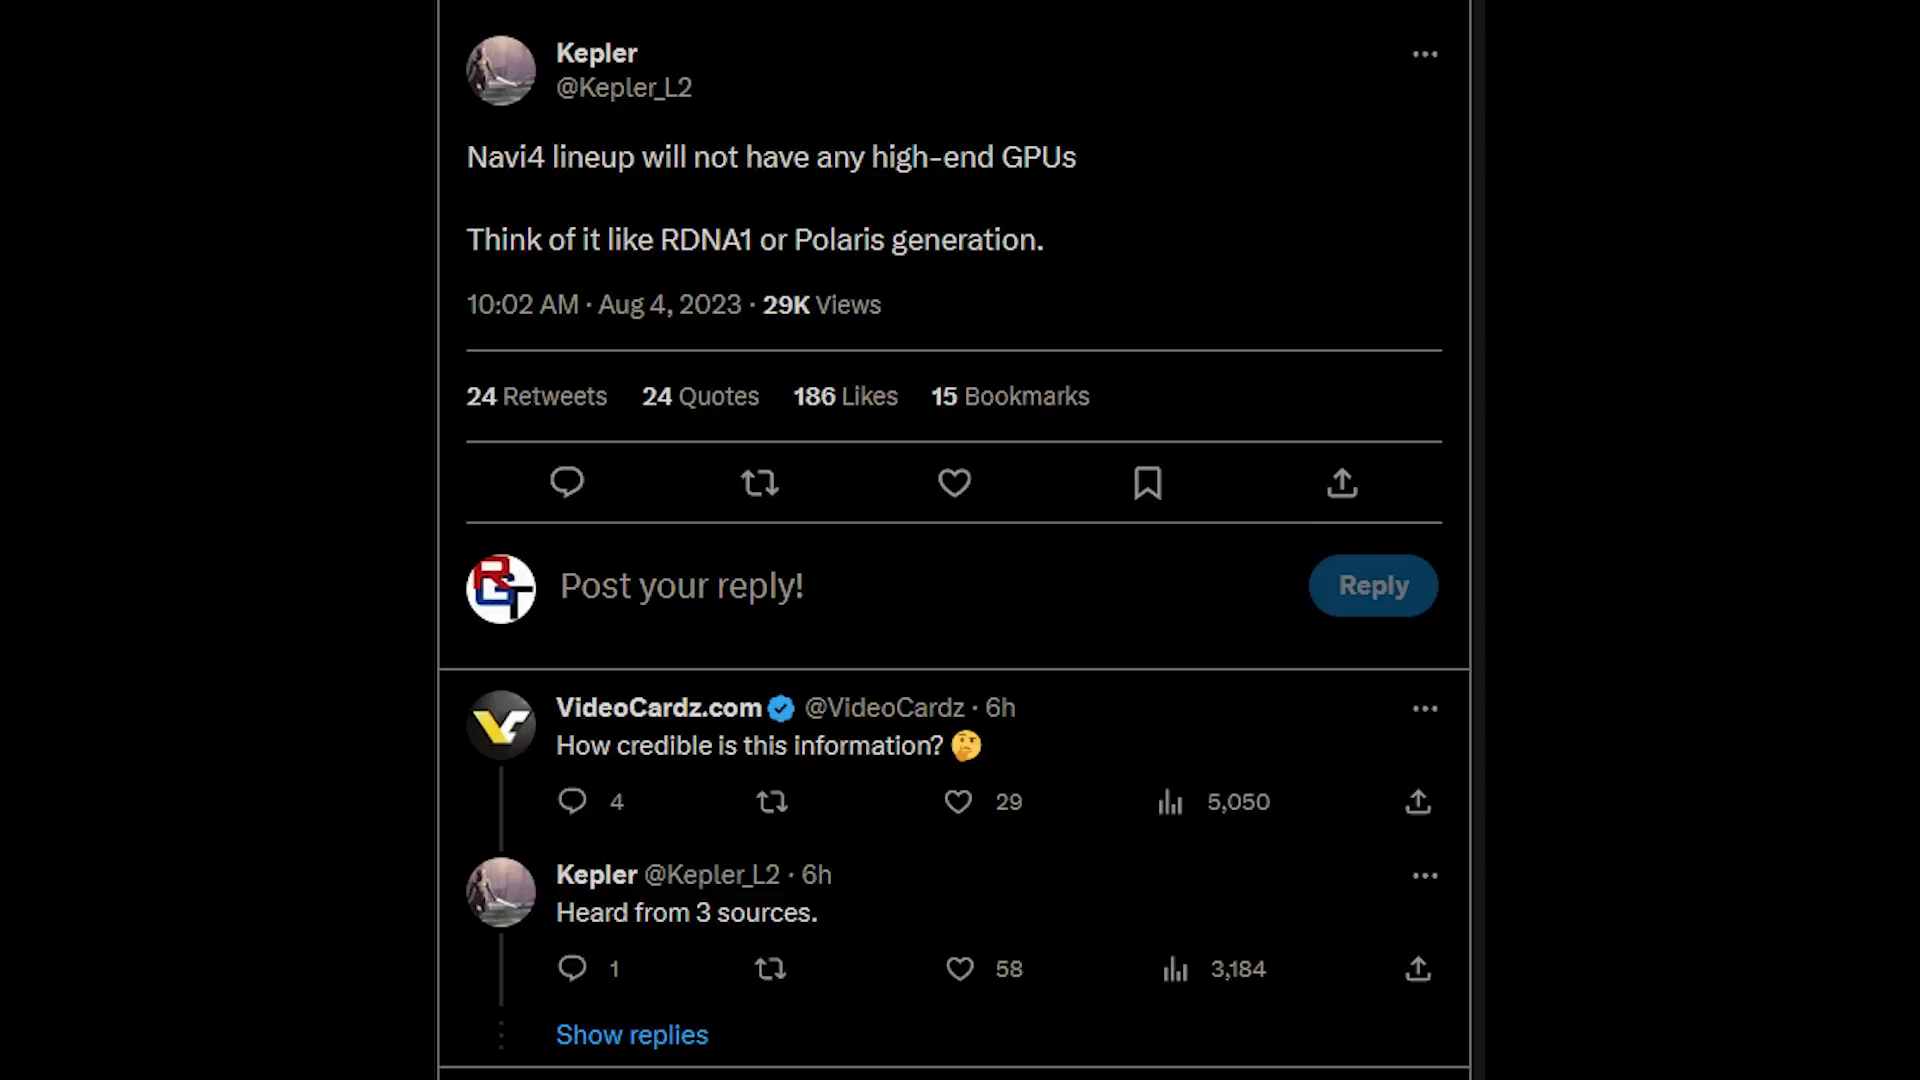 Kepler
@Kepler_L2
Navi4 lineup will not have any high-end GPUs
Think of it like RDNA1 or Polaris generation.
10:02 AM · Aug 4, 2023 · 29K Views
24 Retweets 24 Quotes 186 Likes 15 Bookmarks
RGT
Post your reply!
Reply
VideoCardz.com @VideoCardz · 6h
How credible is this information? 🤔
4 29 5,050
Kepler @Kepler_L2 · 6h
Heard from 3 sources.
1 58 3,184
Show replies